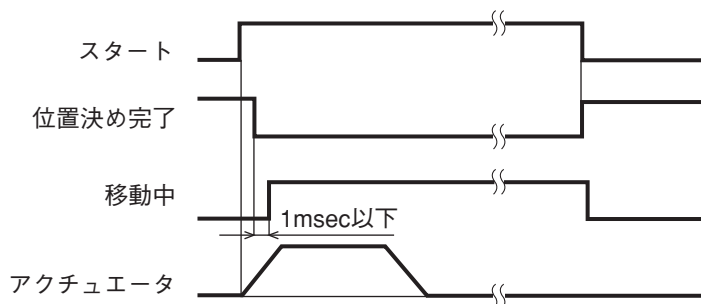 スタート
位置決め完了
移動中
1msec以下
アクチュエータ